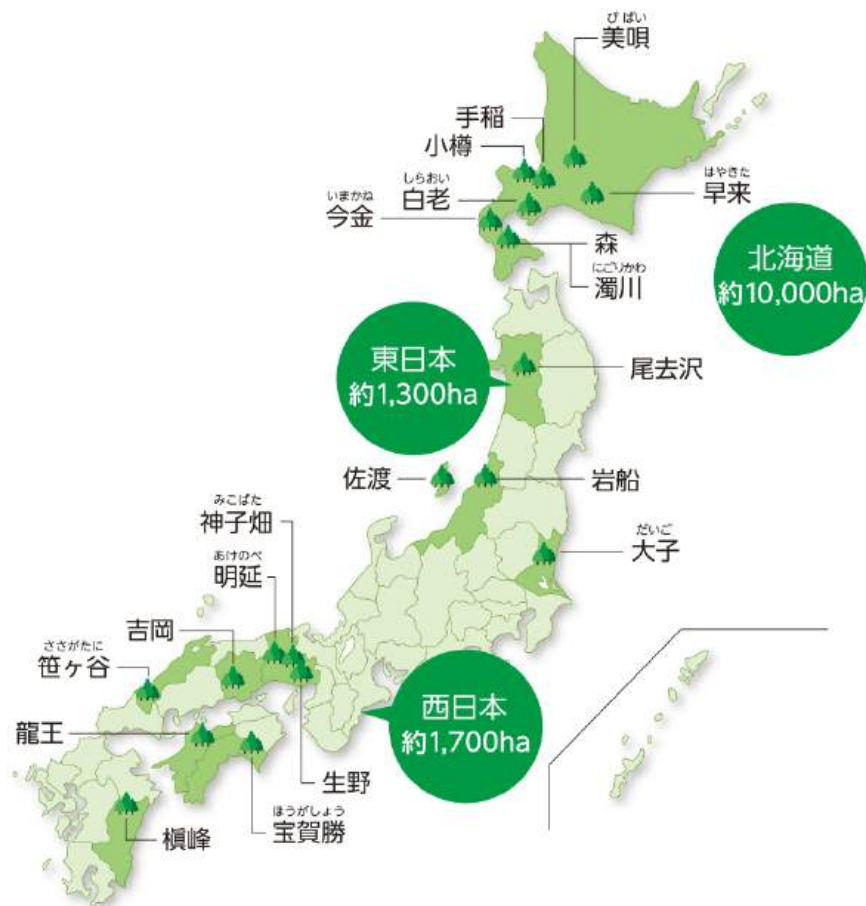 びばい
美唄
手稲
小樽
しらおい
白老
いまかね
今金
はやきた
早来
森
にごりかわ
濁川
北海道
約10,000ha
東日本
約1,300ha
尾去沢
佐渡
岩船
みこばた
神子畑
だいご
大子
あけのべ
明延
吉岡
ささがたに
笹ヶ谷
西日本
約1,700ha
龍王
生野
ほうがしょう
宝賀勝
槇峰